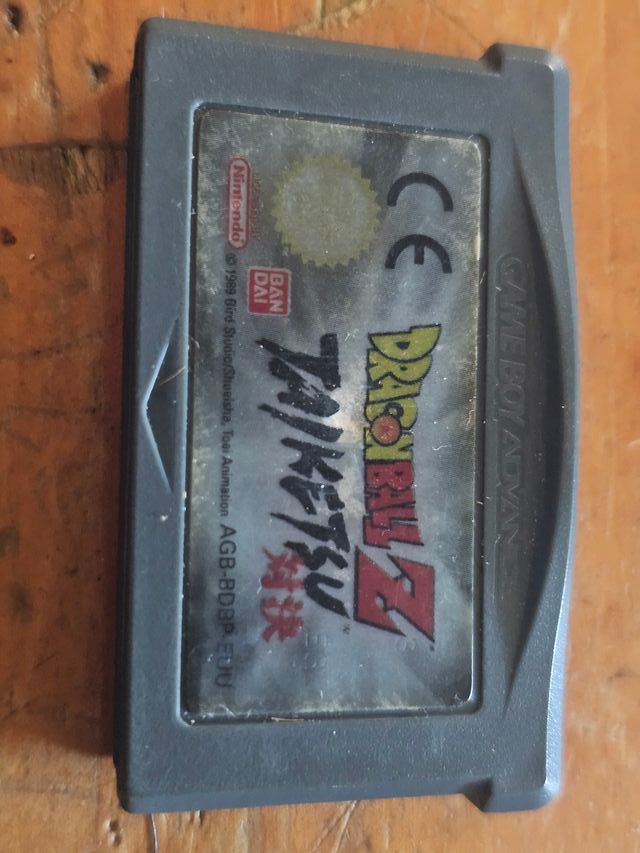 GAME BOY ADVAN
CE
DRAGON BALL Z
TAIKETSU
対決
BAN
DAI
Nintendo
© 1989 Bird Studio/Shueisha, Toei Animation
AGB-BDBP-EUU